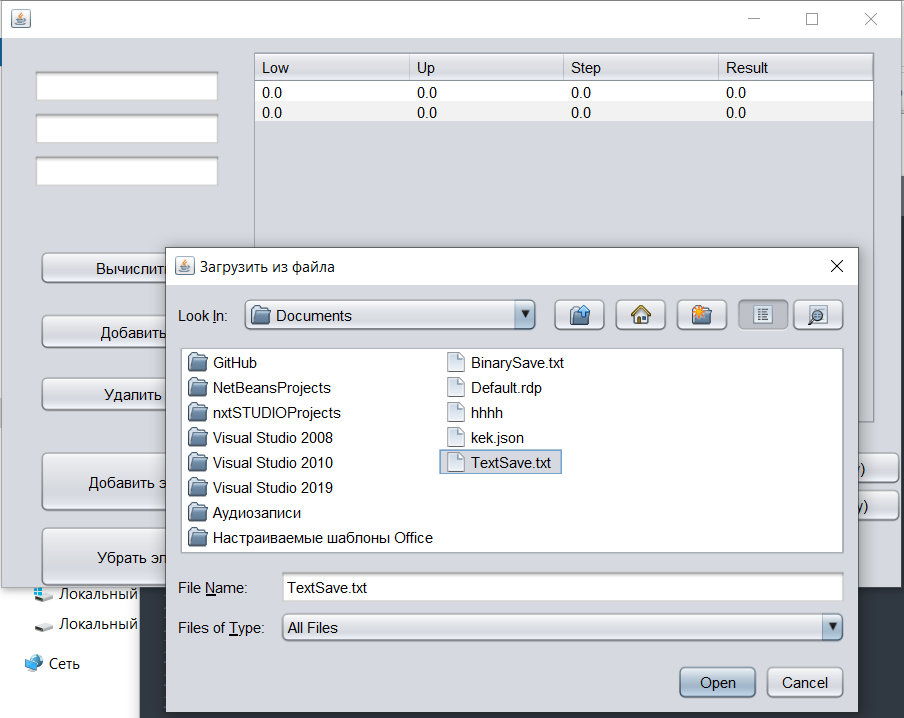 Low Up Step Result
0.0 0.0 0.0 0.0
0.0 0.0 0.0 0.0
Вычислить
Добавить
Удалить
Добавить э
Убрать эл
у)
у)
Загрузить из файла
Look In: Documents
GitHub
NetBeansProjects
nxtSTUDIOProjects
Visual Studio 2008
Visual Studio 2010
Visual Studio 2019
Аудиозаписи
Настраиваемые шаблоны Office
BinarySave.txt
Default.rdp
hhhh
kek.json
TextSave.txt
File Name: TextSave.txt
Files of Type: All Files
Open Cancel
Локальный
Локальный
Сеть